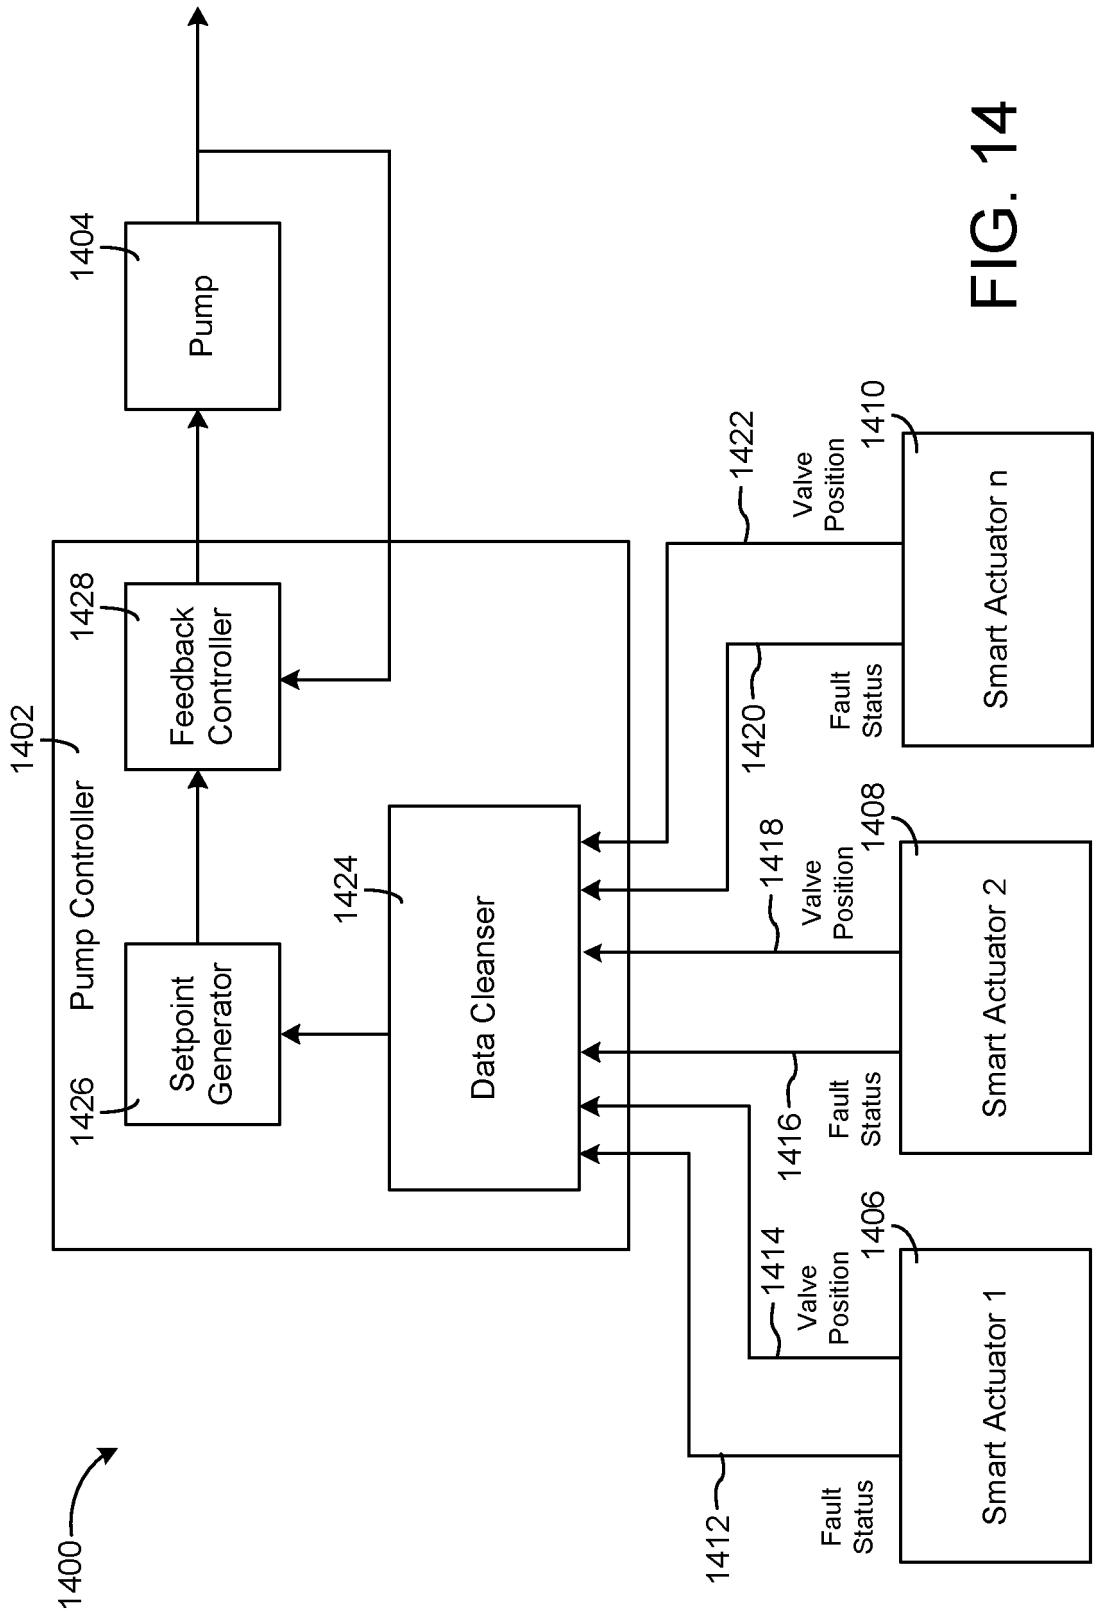 1400
1402
Pump Controller
1426
Setpoint
Generator
1428
Feedback
Controller
1404
Pump
1424
Data Cleanser
1412
Fault
Status
1414
Valve
Position
1416
Fault
Status
1418
Valve
Position
1420
Fault
Status
1422
Valve
Position
1406
Smart Actuator 1
1408
Smart Actuator 2
1410
Smart Actuator n
FIG. 14